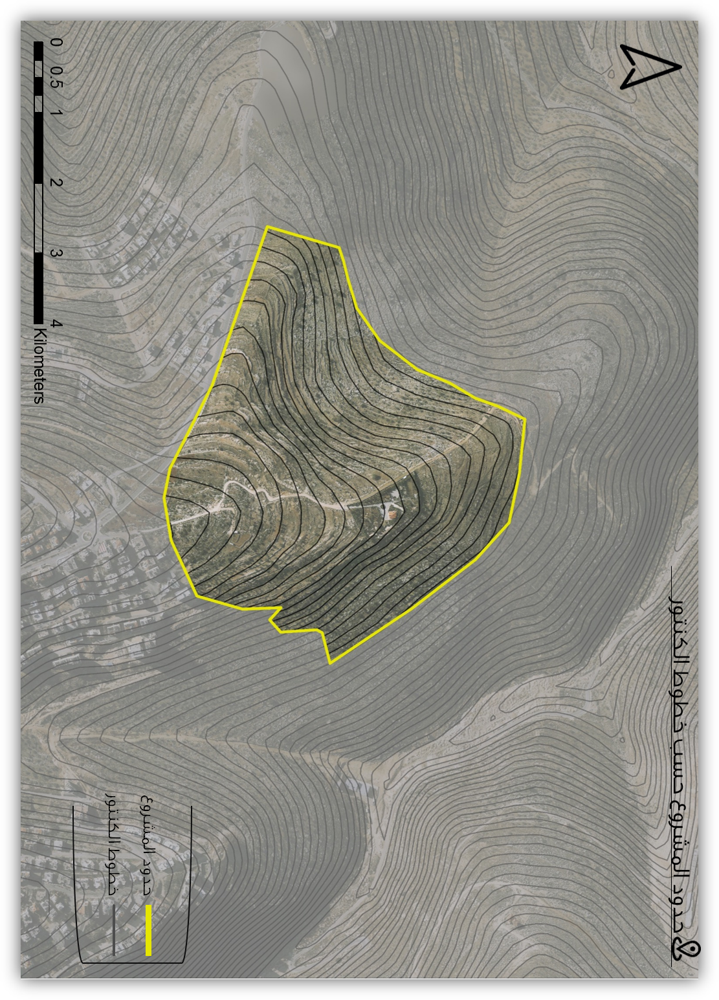 حدود المشروع حسب خطوط الكنتور
حدود المشروع
خطوط الكنتور
0 0.5 1 2 3 4
Kilometers